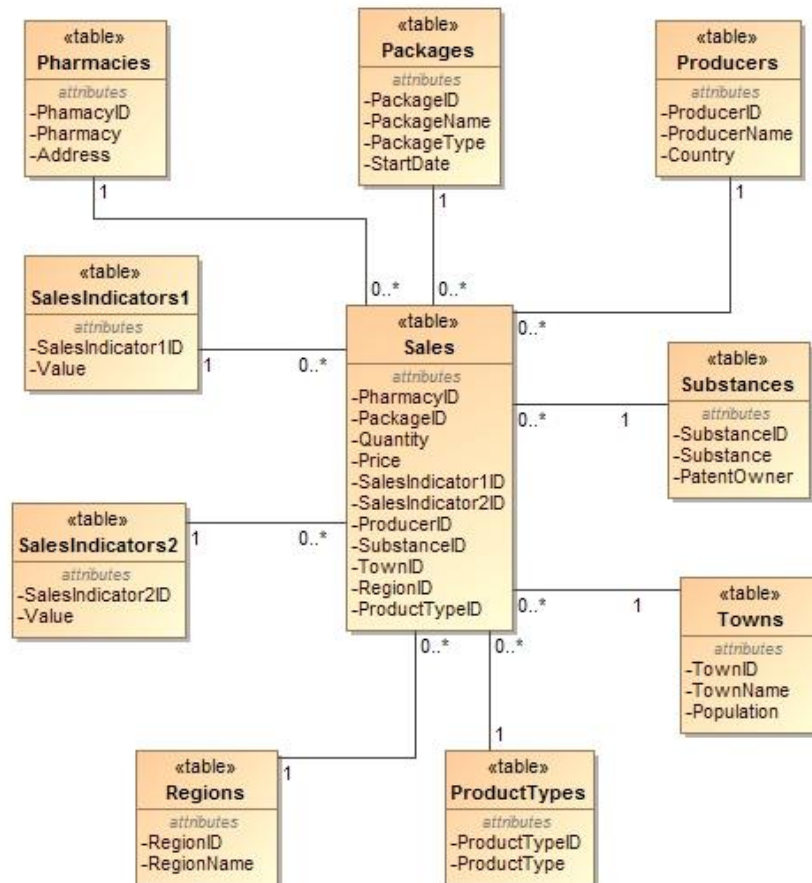 «table»
Pharmacies
attributes
-PhamacyID
-Pharmacy
-Address
1
«table»
Packages
attributes
-PackageID
-PackageName
-PackageType
-StartDate
1
«table»
Producers
attributes
-ProducerID
-ProducerName
-Country
1
«table»
SalesIndicators1
attributes
-SalesIndicator1ID
-Value
1
0..*
0..*
0..*
0..*
«table»
Sales
attributes
-PharmacyID
-PackageID
-Quantity
-Price
-SalesIndicator1ID
-SalesIndicator2ID
-ProducerID
-SubstanceID
-TownID
-RegionID
-ProductTypeID
«table»
Substances
attributes
-SubstanceID
-Substance
-PatentOwner
0..*
1
«table»
SalesIndicators2
attributes
-SalesIndicator2ID
-Value
1
0..*
«table»
Towns
attributes
-TownID
-TownName
-Population
0..*
1
0..*
0..*
«table»
Regions
attributes
-RegionID
-RegionName
1
«table»
ProductTypes
attributes
-ProductTypeID
-ProductType
1